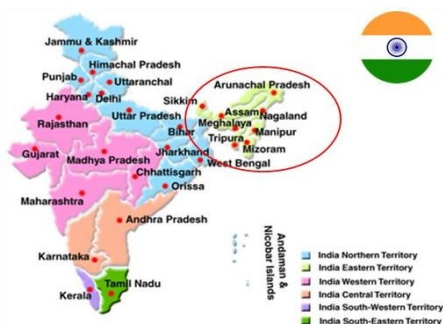 Jammu & Kashmir
Himachal Pradesh
Punjab
Uttaranchal
Arunachal Pradesh
Haryana
Delhi
Sikkim
Assam
Nagaland
Uttar Pradesh
Meghalaya
Rajasthan
Bihar
Manipur
Tripura
Jharkhand
Mizoram
Gujarat
Madhya Pradesh
West Bengal
Chhattisgarh
Orissa
Maharashtra
Andhra Pradesh
Andaman &
Nicobar Islands
Karnataka
Kerala
Tamil Nadu
India Northern Territory
India Eastern Territory
India Western Territory
India Central Territory
India South-Western Territory
India South-Eastern Territory